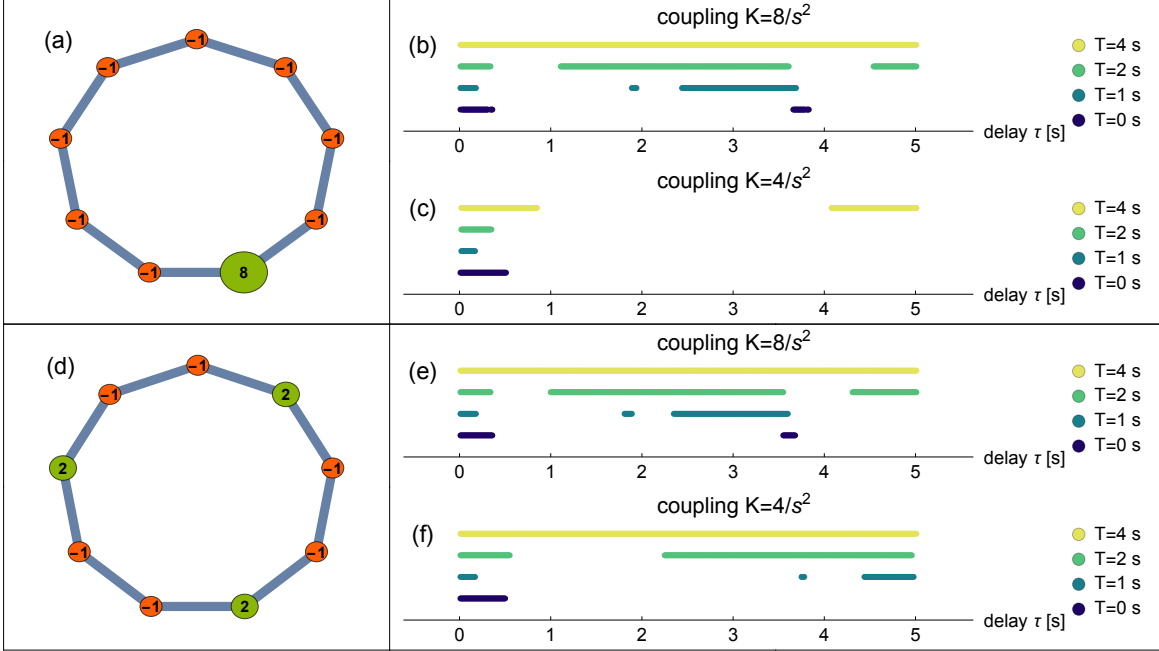 (a)
−1
−1
−1
−1
−1
−1
−1
−1
8
coupling K=8/s²
(b)
T=4 s
T=2 s
T=1 s
T=0 s
0 1 2 3 4 5
delay τ [s]
coupling K=4/s²
(c)
T=4 s
T=2 s
T=1 s
T=0 s
0 1 2 3 4 5
delay τ [s]
(d)
−1
−1
2
2
−1
−1
−1
−1
2
coupling K=8/s²
(e)
T=4 s
T=2 s
T=1 s
T=0 s
0 1 2 3 4 5
delay τ [s]
coupling K=4/s²
(f)
T=4 s
T=2 s
T=1 s
T=0 s
0 1 2 3 4 5
delay τ [s]